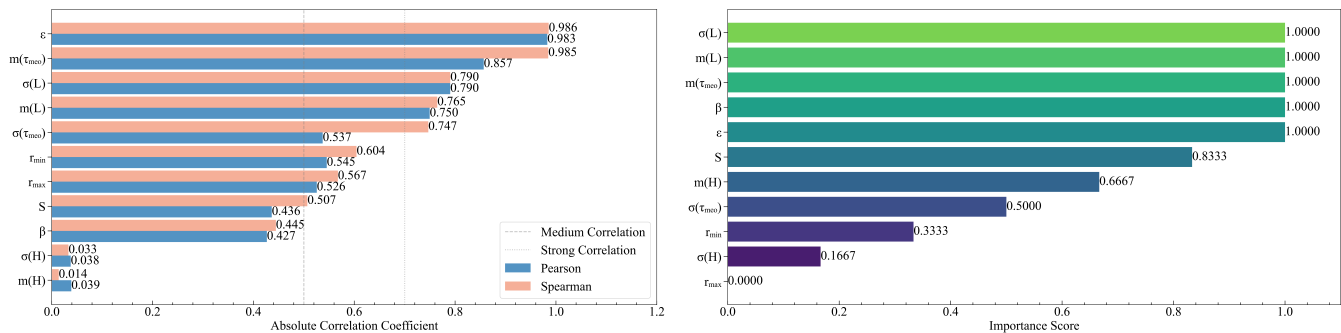 ε 0.986
0.983
m(τmeo) 0.985
0.857
σ(L) 0.790
0.790
m(L) 0.765
0.750
σ(τmeo) 0.747
0.537
rmin 0.604
0.545
rmax 0.567
0.526
S 0.507
0.436
β 0.445
0.427
σ(H) 0.033
0.038
m(H) 0.014
0.039
Medium Correlation
Strong Correlation
Pearson
Spearman
0.0 0.2 0.4 0.6 0.8 1.0 1.2
Absolute Correlation Coefficient
σ(L) 1.0000
m(L) 1.0000
m(τmeo) 1.0000
β 1.0000
ε 1.0000
S 0.8333
m(H) 0.6667
σ(τmeo) 0.5000
rmin 0.3333
σ(H) 0.1667
rmax 0.0000
0.0 0.2 0.4 0.6 0.8 1.0
Importance Score